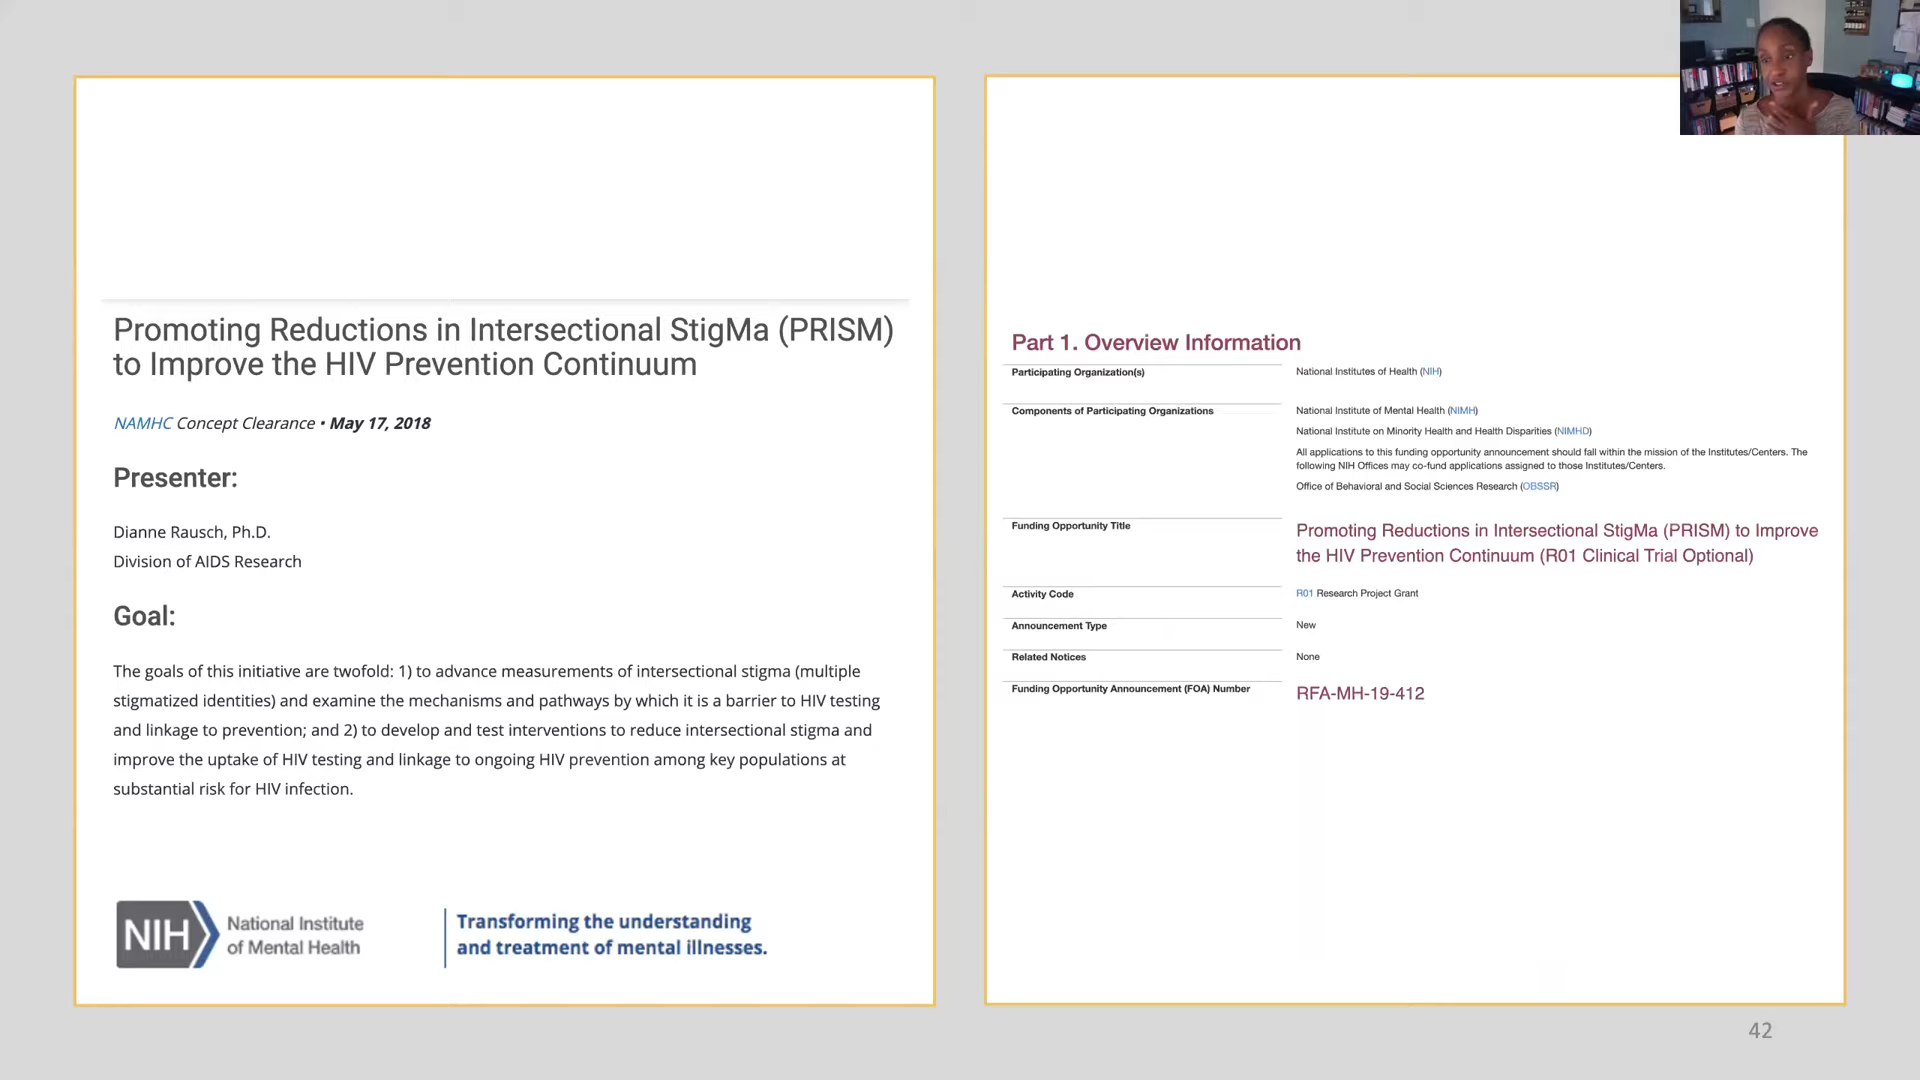 Promoting Reductions in Intersectional StigMa (PRISM)
to Improve the HIV Prevention Continuum
NAMHC Concept Clearance • May 17, 2018
Presenter:
Dianne Rausch, Ph.D.
Division of AIDS Research
Goal:
The goals of this initiative are twofold: 1) to advance measurements of intersectional stigma (multiple
stigmatized identities) and examine the mechanisms and pathways by which it is a barrier to HIV testing
and linkage to prevention; and 2) to develop and test interventions to reduce intersectional stigma and
improve the uptake of HIV testing and linkage to ongoing HIV prevention among key populations at
substantial risk for HIV infection.
NIH
National Institute
of Mental Health
Transforming the understanding
and treatment of mental illnesses.
Part 1. Overview Information
Participating Organization(s)
National Institutes of Health (NIH)
Components of Participating Organizations
National Institute of Mental Health (NIMH)
National Institute on Minority Health and Health Disparities (NIMHD)
All applications to this funding opportunity announcement should fall within the mission of the Institutes/Centers. The
following NIH Offices may co-fund applications assigned to those Institutes/Centers.
Office of Behavioral and Social Sciences Research (OBSSR)
Funding Opportunity Title
Promoting Reductions in Intersectional StigMa (PRISM) to Improve
the HIV Prevention Continuum (R01 Clinical Trial Optional)
Activity Code
R01 Research Project Grant
Announcement Type
New
Related Notices
None
Funding Opportunity Announcement (FOA) Number
RFA-MH-19-412
42